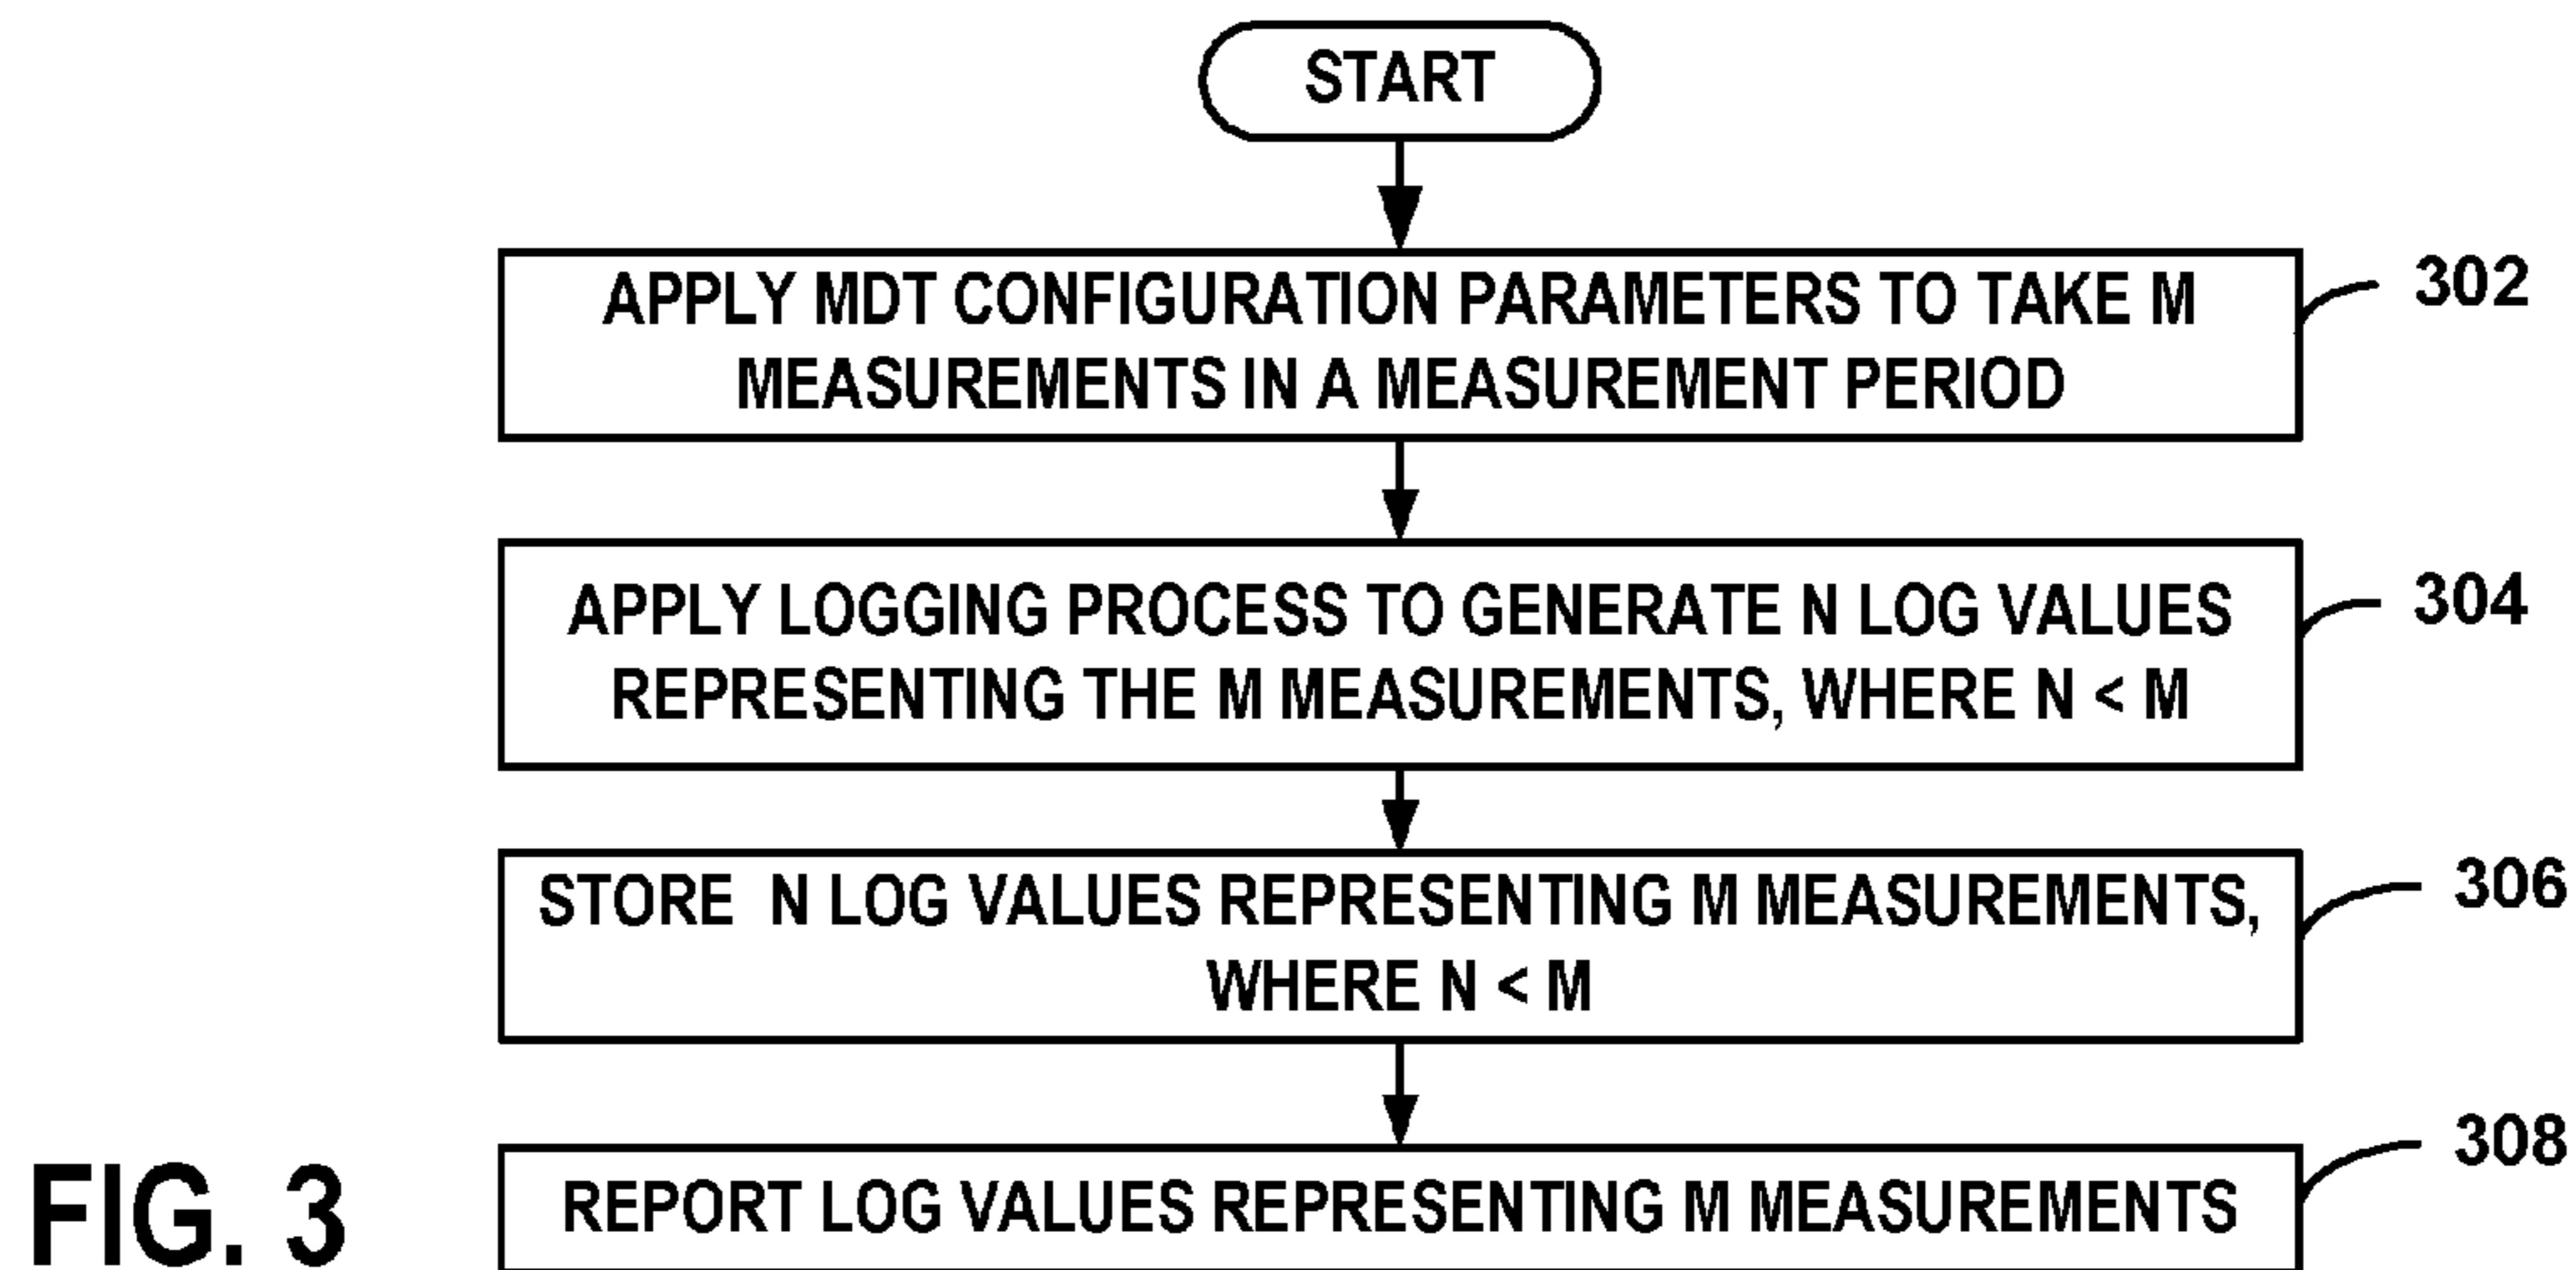 START
APPLY MDT CONFIGURATION PARAMETERS TO TAKE M
MEASUREMENTS IN A MEASUREMENT PERIOD
302
APPLY LOGGING PROCESS TO GENERATE N LOG VALUES
REPRESENTING THE M MEASUREMENTS, WHERE N < M
304
STORE N LOG VALUES REPRESENTING M MEASUREMENTS,
WHERE N < M
306
REPORT LOG VALUES REPRESENTING M MEASUREMENTS
308
FIG. 3